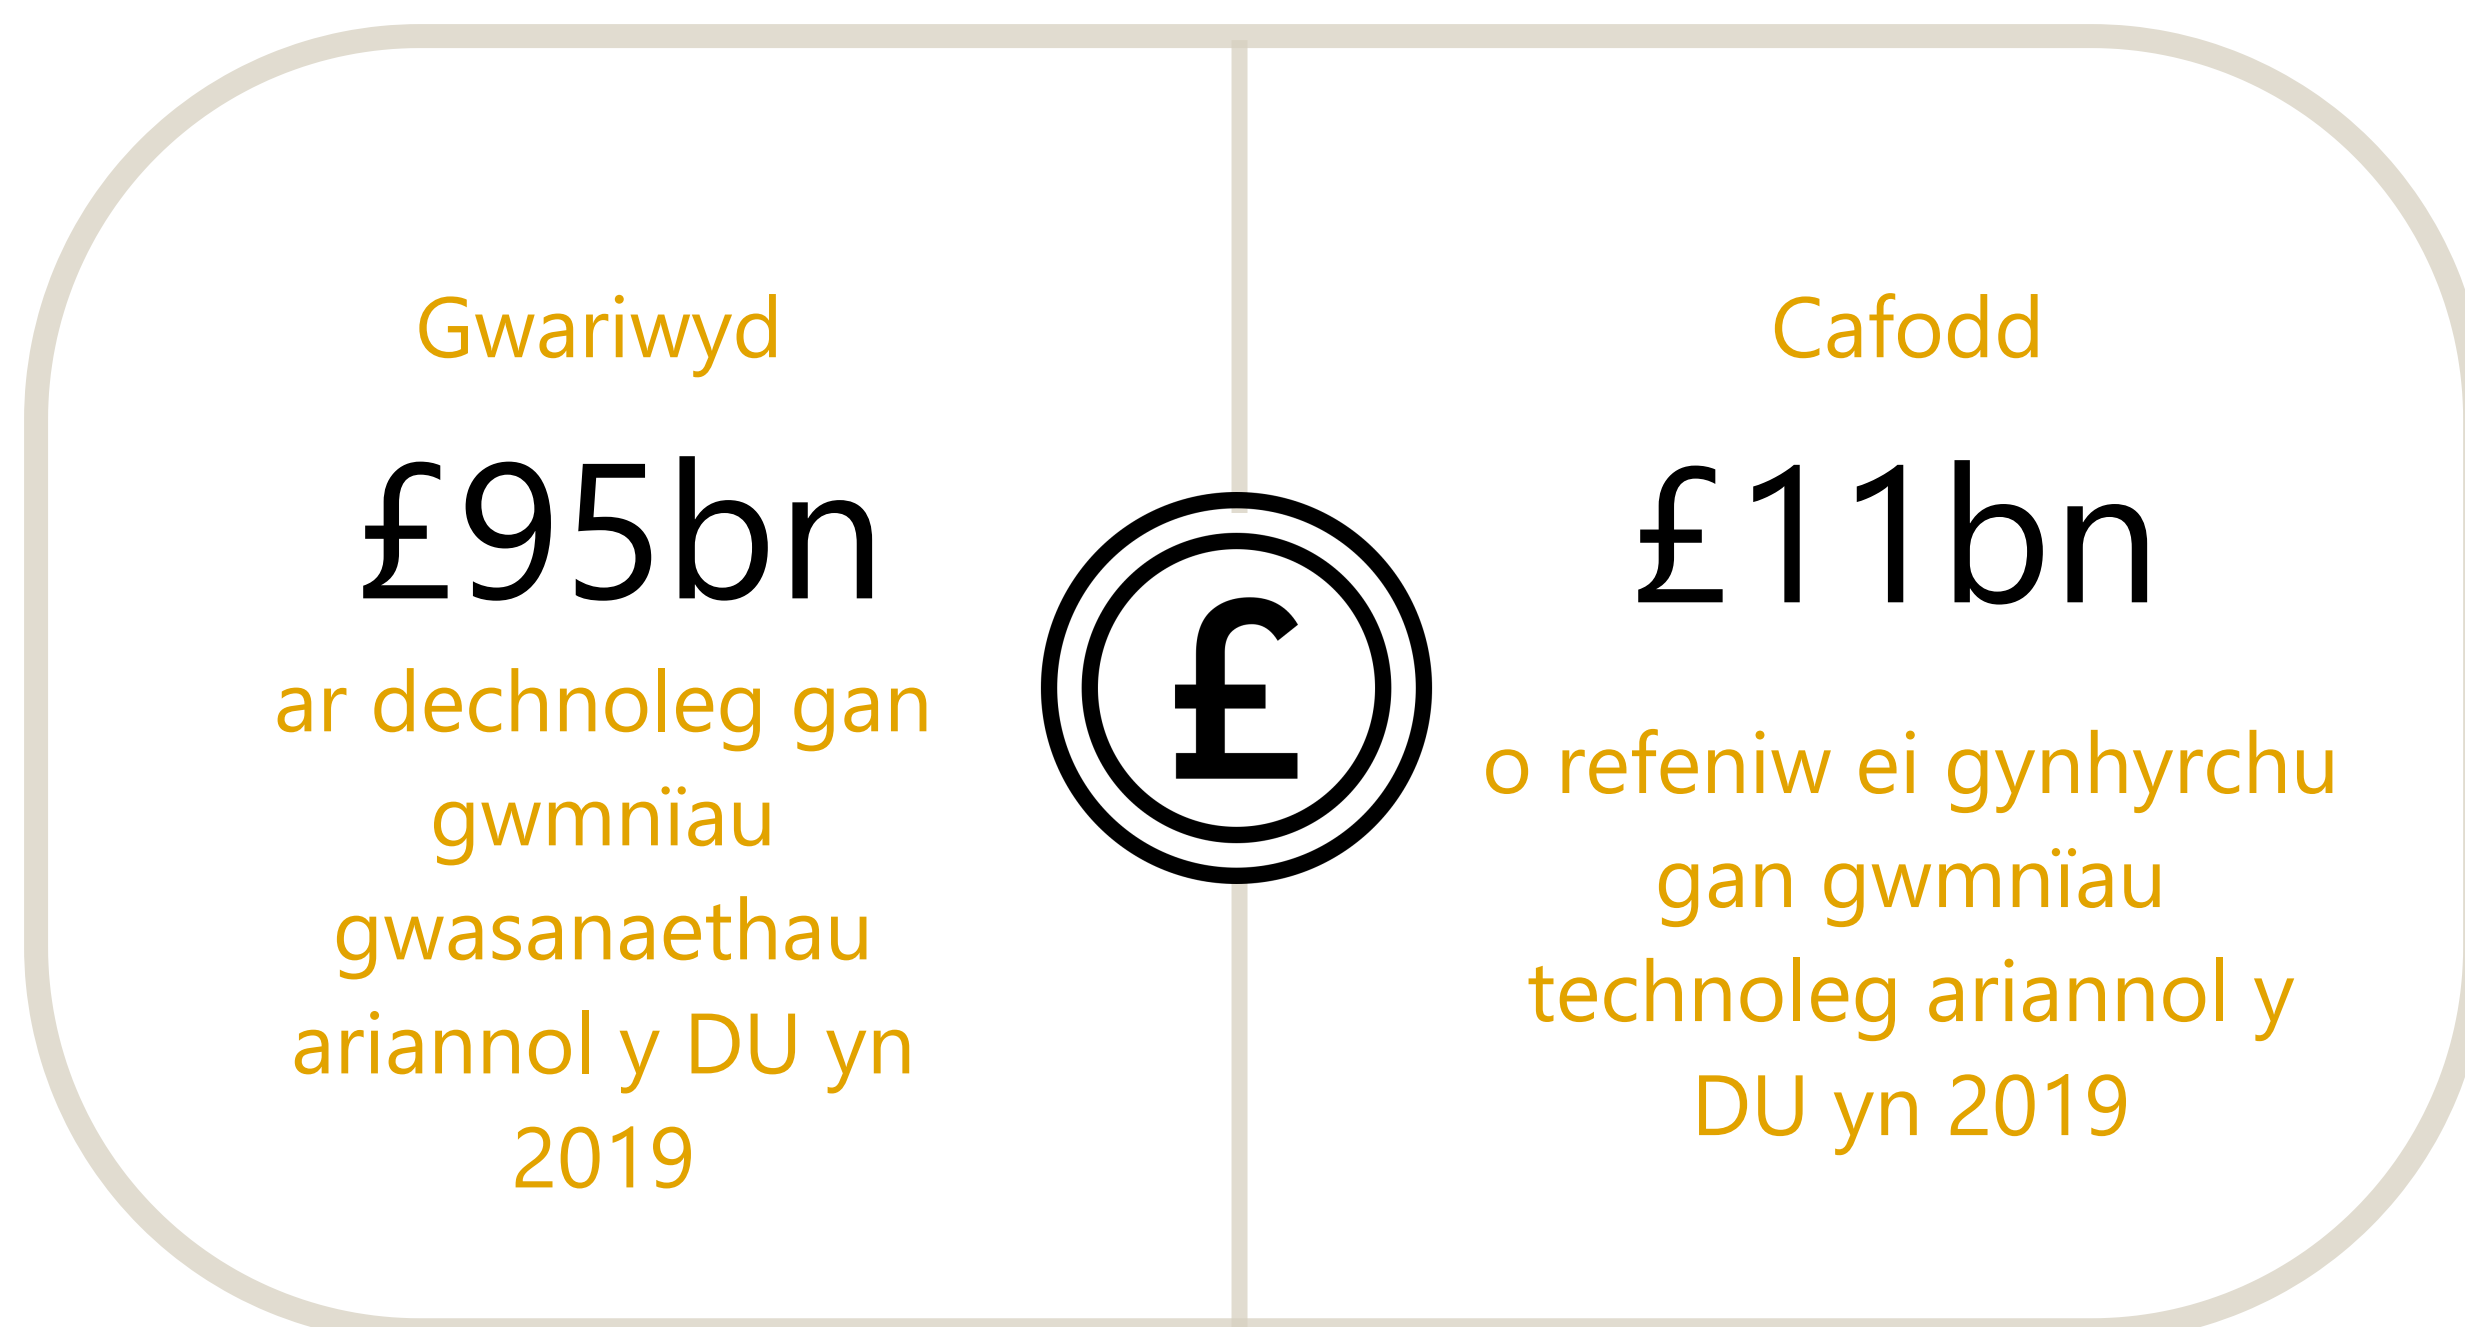 Gwariwyd
£95bn
ar dechnoleg gan
gwmnïau
gwasanaethau
ariannol y DU yn
2019
£
Cafodd
£11bn
o refeniw ei gynhyrchu
gan gwmnïau
technoleg ariannol y
DU yn 2019